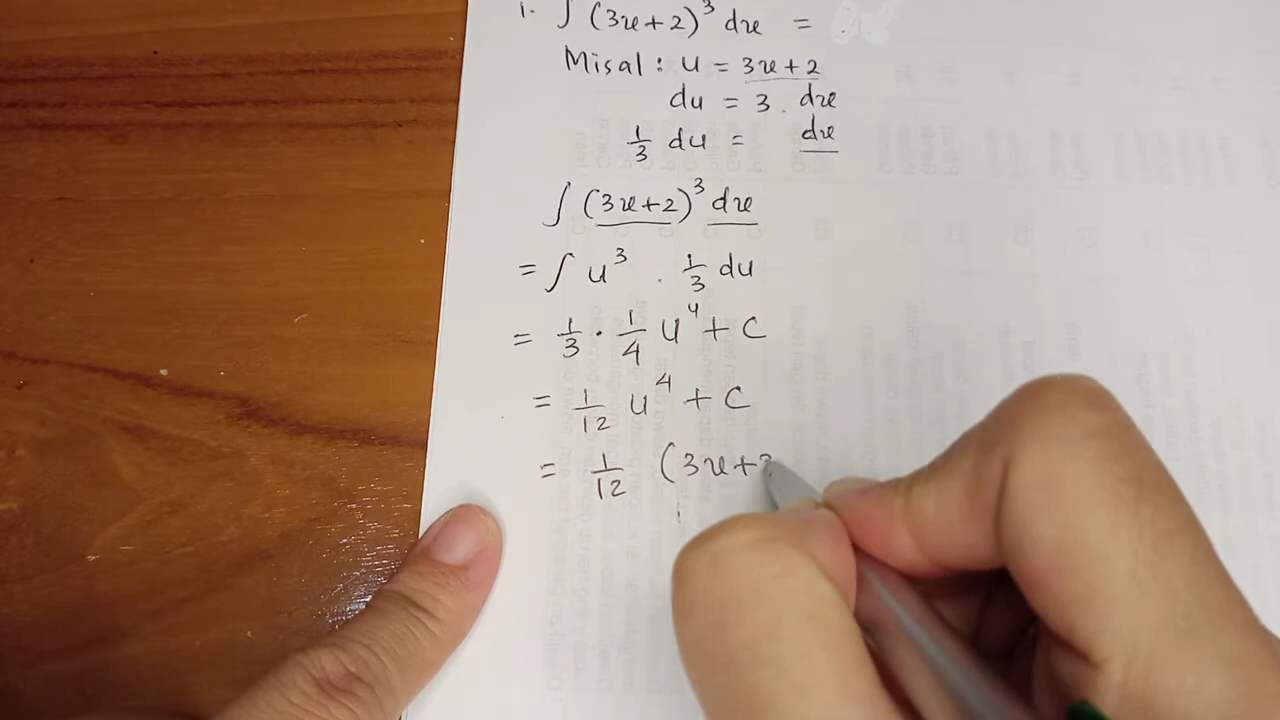 1. ∫ (3x+2)³ dx =
Misal : u = 3x+2
du = 3 . dx
1/3 du = dx
∫ (3x+2)³ dx
= ∫ u³ . 1/3 du
= 1/3 · 1/4 u⁴ + C
= 1/12 u⁴ + C
= 1/12 (3x+